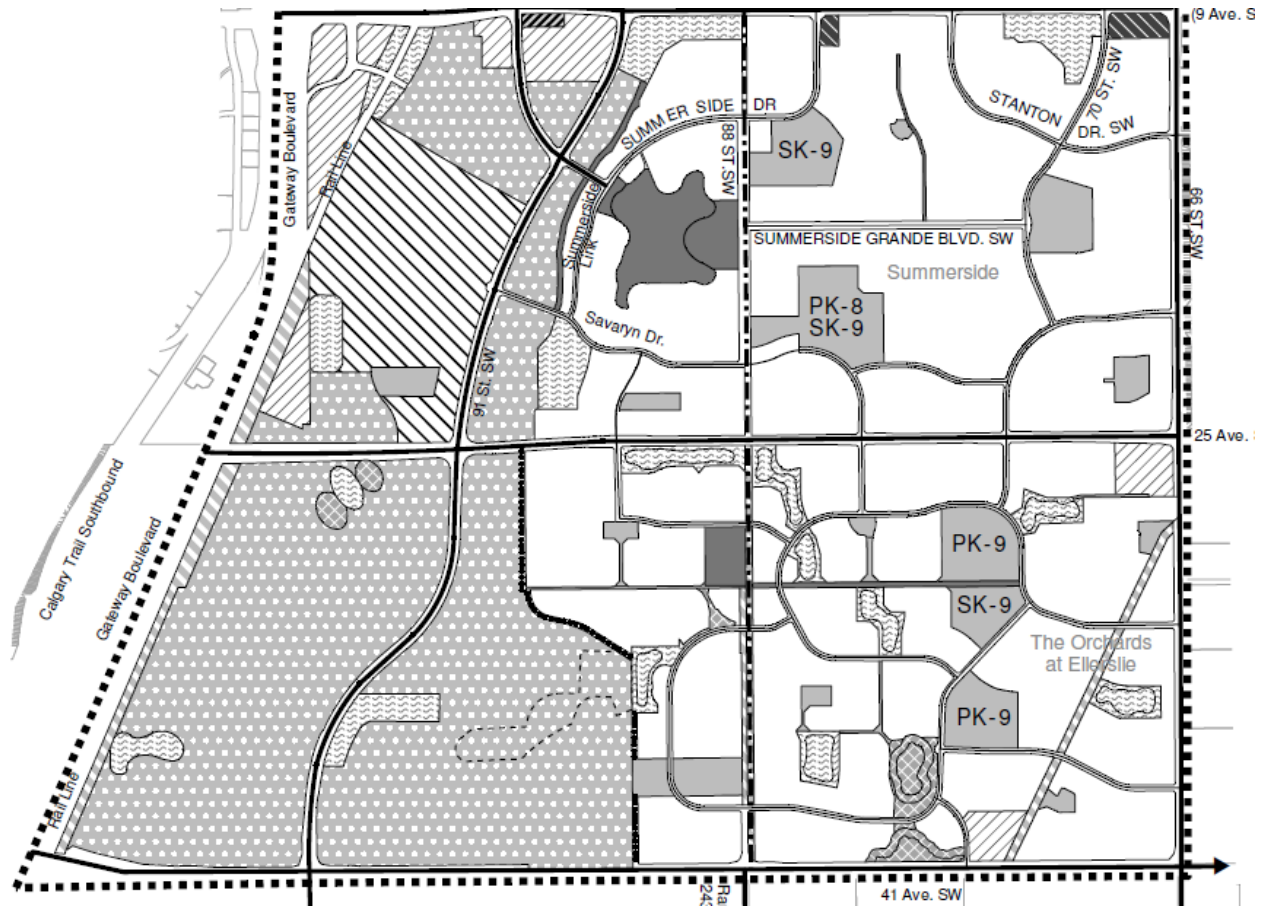 (9 Ave. S
Gateway Boulevard
Rail Line
SUMMER SIDE DR
88 ST.SW
SK-9
STANTON DR. SW
70 ST. SW
66 ST.SW
Summerside Link
SUMMERSIDE GRANDE BLVD. SW
Summerside
PK-8
SK-9
Savaryn Dr.
91 St. SW
25 Ave.
Calgary Trail Southbound
Gateway Boulevard
PK-9
SK-9
The Orchards
at Ellerslie
PK-9
Rail Line
41 Ave. SW
Ra
243